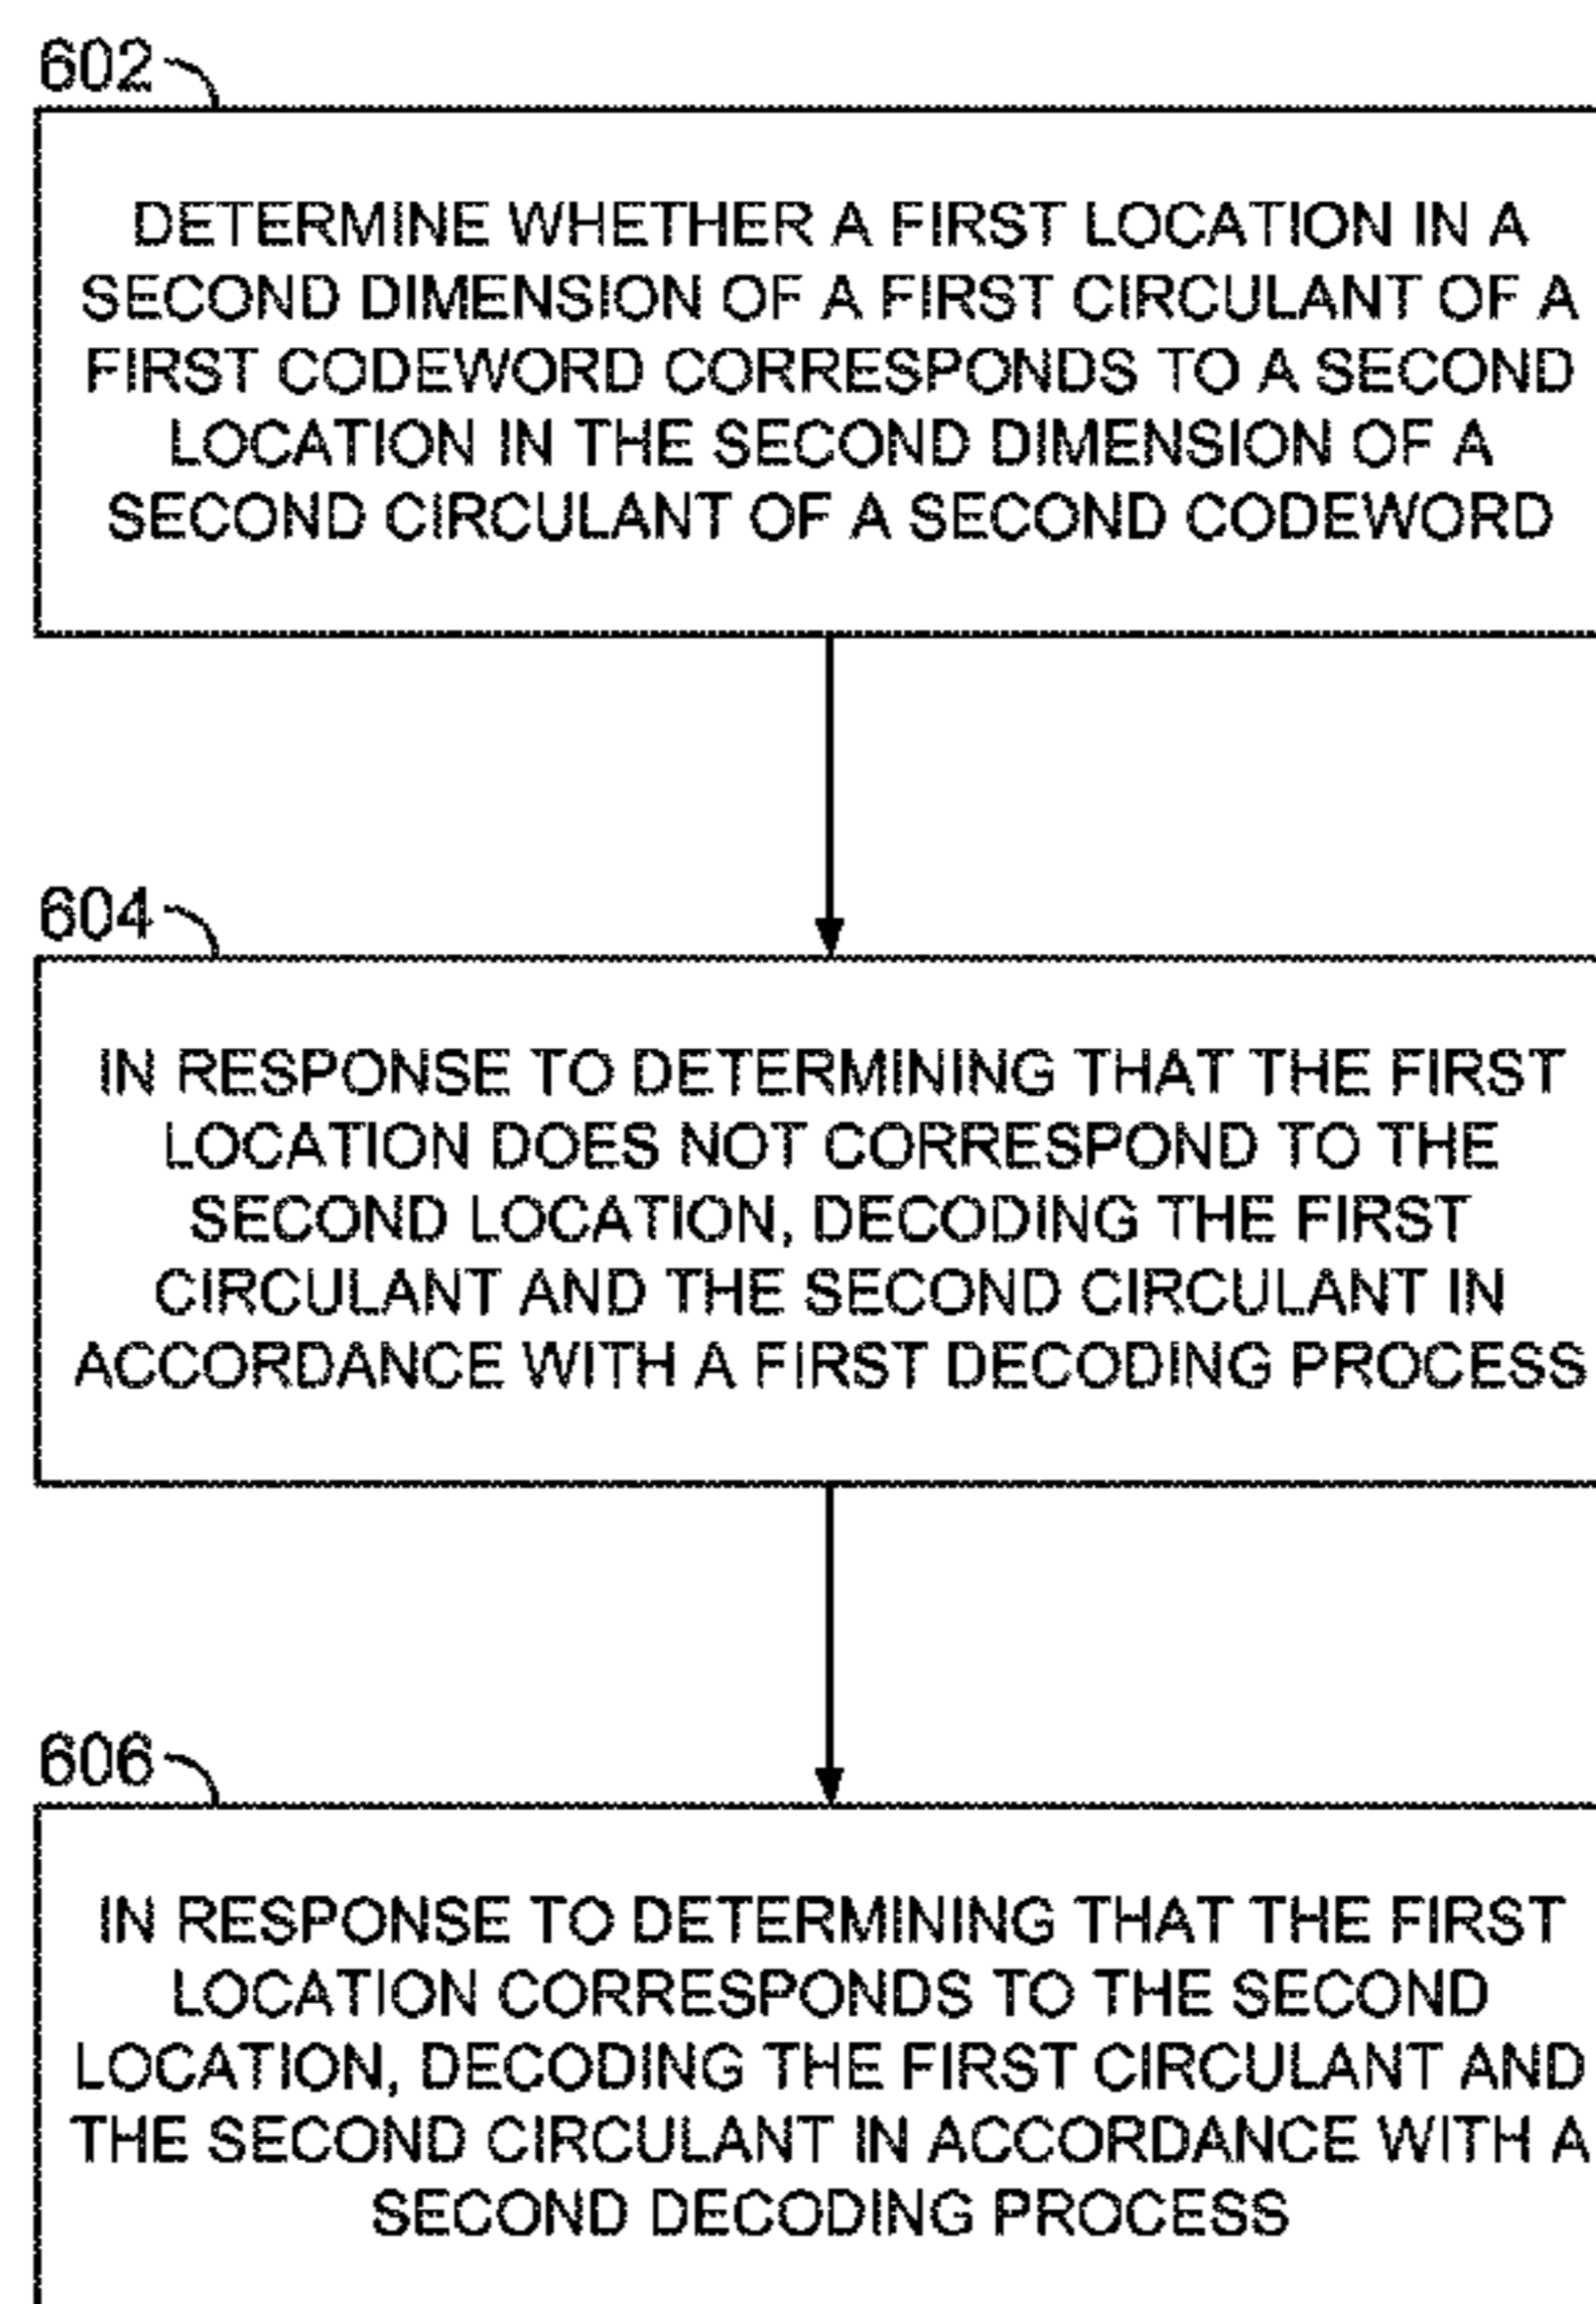 602
DETERMINE WHETHER A FIRST LOCATION IN A
SECOND DIMENSION OF A FIRST CIRCULANT OF A
FIRST CODEWORD CORRESPONDS TO A SECOND
LOCATION IN THE SECOND DIMENSION OF A
SECOND CIRCULANT OF A SECOND CODEWORD
604
IN RESPONSE TO DETERMINING THAT THE FIRST
LOCATION DOES NOT CORRESPOND TO THE
SECOND LOCATION, DECODING THE FIRST
CIRCULANT AND THE SECOND CIRCULANT IN
ACCORDANCE WITH A FIRST DECODING PROCESS
606
IN RESPONSE TO DETERMINING THAT THE FIRST
LOCATION CORRESPONDS TO THE SECOND
LOCATION, DECODING THE FIRST CIRCULANT AND
THE SECOND CIRCULANT IN ACCORDANCE WITH A
SECOND DECODING PROCESS